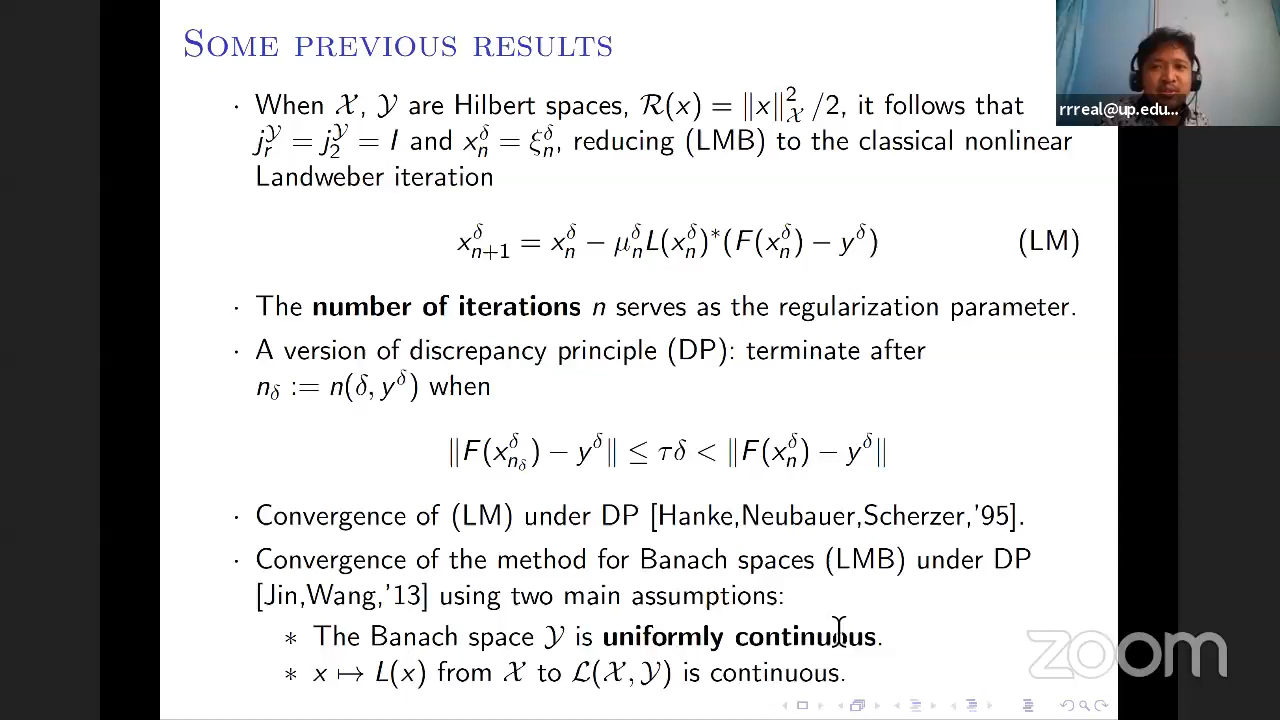 SOME PREVIOUS RESULTS
· When 𝒳, 𝒴 are Hilbert spaces, ℛ(x) = ‖x‖²_𝒳 /2, it follows that
j_r^𝒴 = j_2^𝒴 = I and x_n^δ = ξ_n^δ, reducing (LMB) to the classical nonlinear
Landweber iteration
x_{n+1}^δ = x_n^δ − μ_n^δ L(x_n^δ)*(F(x_n^δ) − y^δ) (LM)
· The number of iterations n serves as the regularization parameter.
· A version of discrepancy principle (DP): terminate after
n_δ := n(δ, y^δ) when
‖F(x_{n_δ}^δ) − y^δ‖ ≤ τδ < ‖F(x_n^δ) − y^δ‖
· Convergence of (LM) under DP [Hanke,Neubauer,Scherzer,'95].
· Convergence of the method for Banach spaces (LMB) under DP
[Jin,Wang,'13] using two main assumptions:
∗ The Banach space 𝒴 is uniformly continuous.
∗ x ↦ L(x) from 𝒳 to ℒ(𝒳, 𝒴) is continuous.
rrreal@up.edu...
zoom